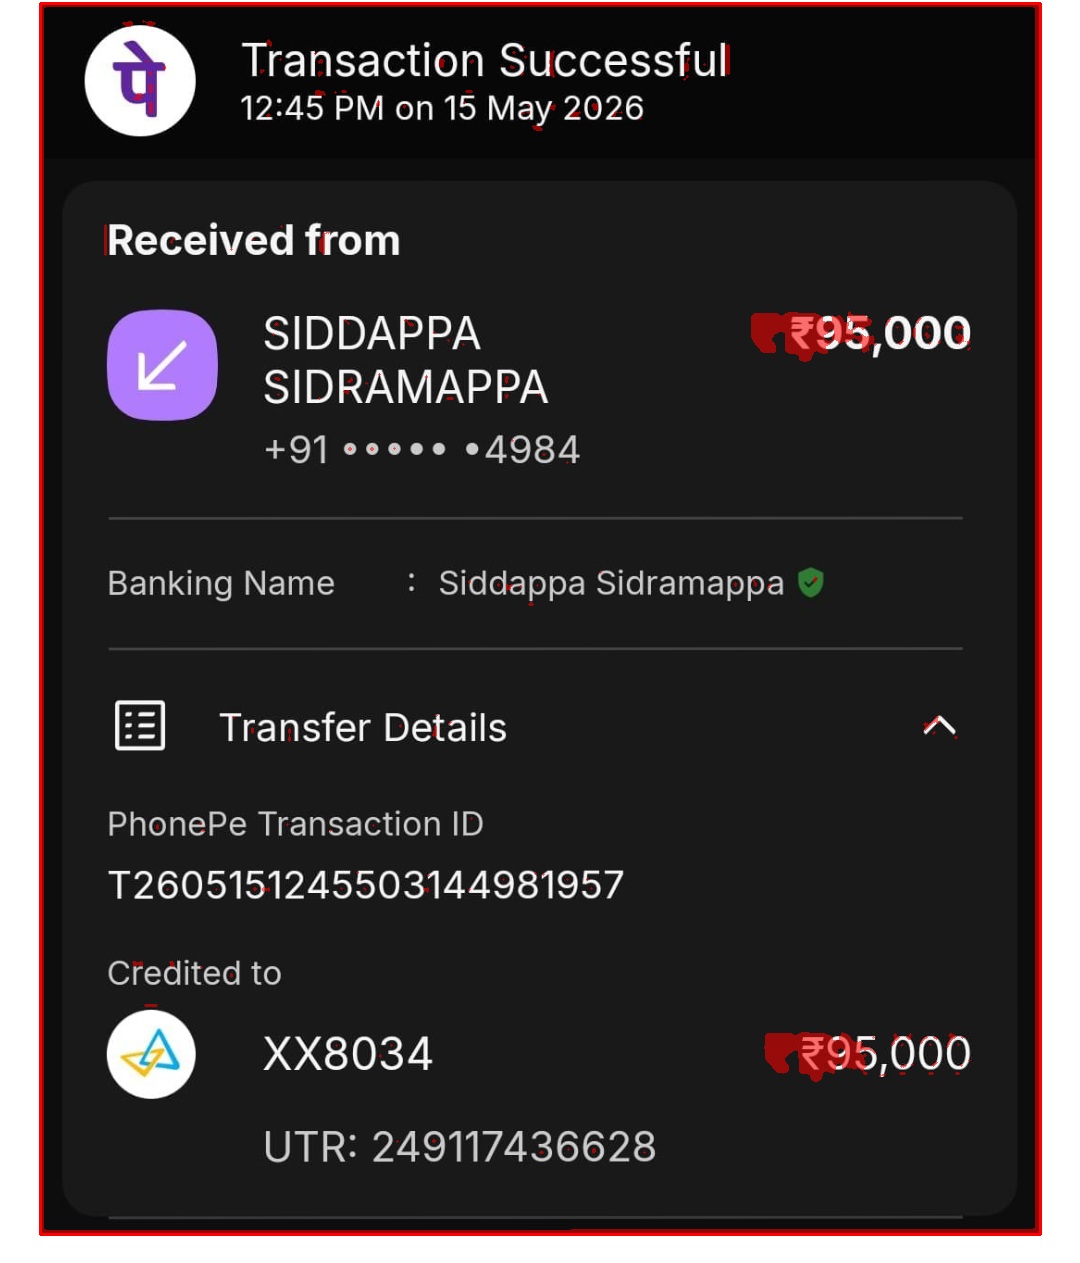 पे
Transaction Successful
12:45 PM on 15 May 2026
Received from
SIDDAPPA ₹95,000
SIDRAMAPPA
+91 ••••• •4984
Banking Name : Siddappa Sidramappa
Transfer Details
PhonePe Transaction ID
T2605151245503144981957
Credited to
XX8034 ₹95,000
UTR: 249117436628